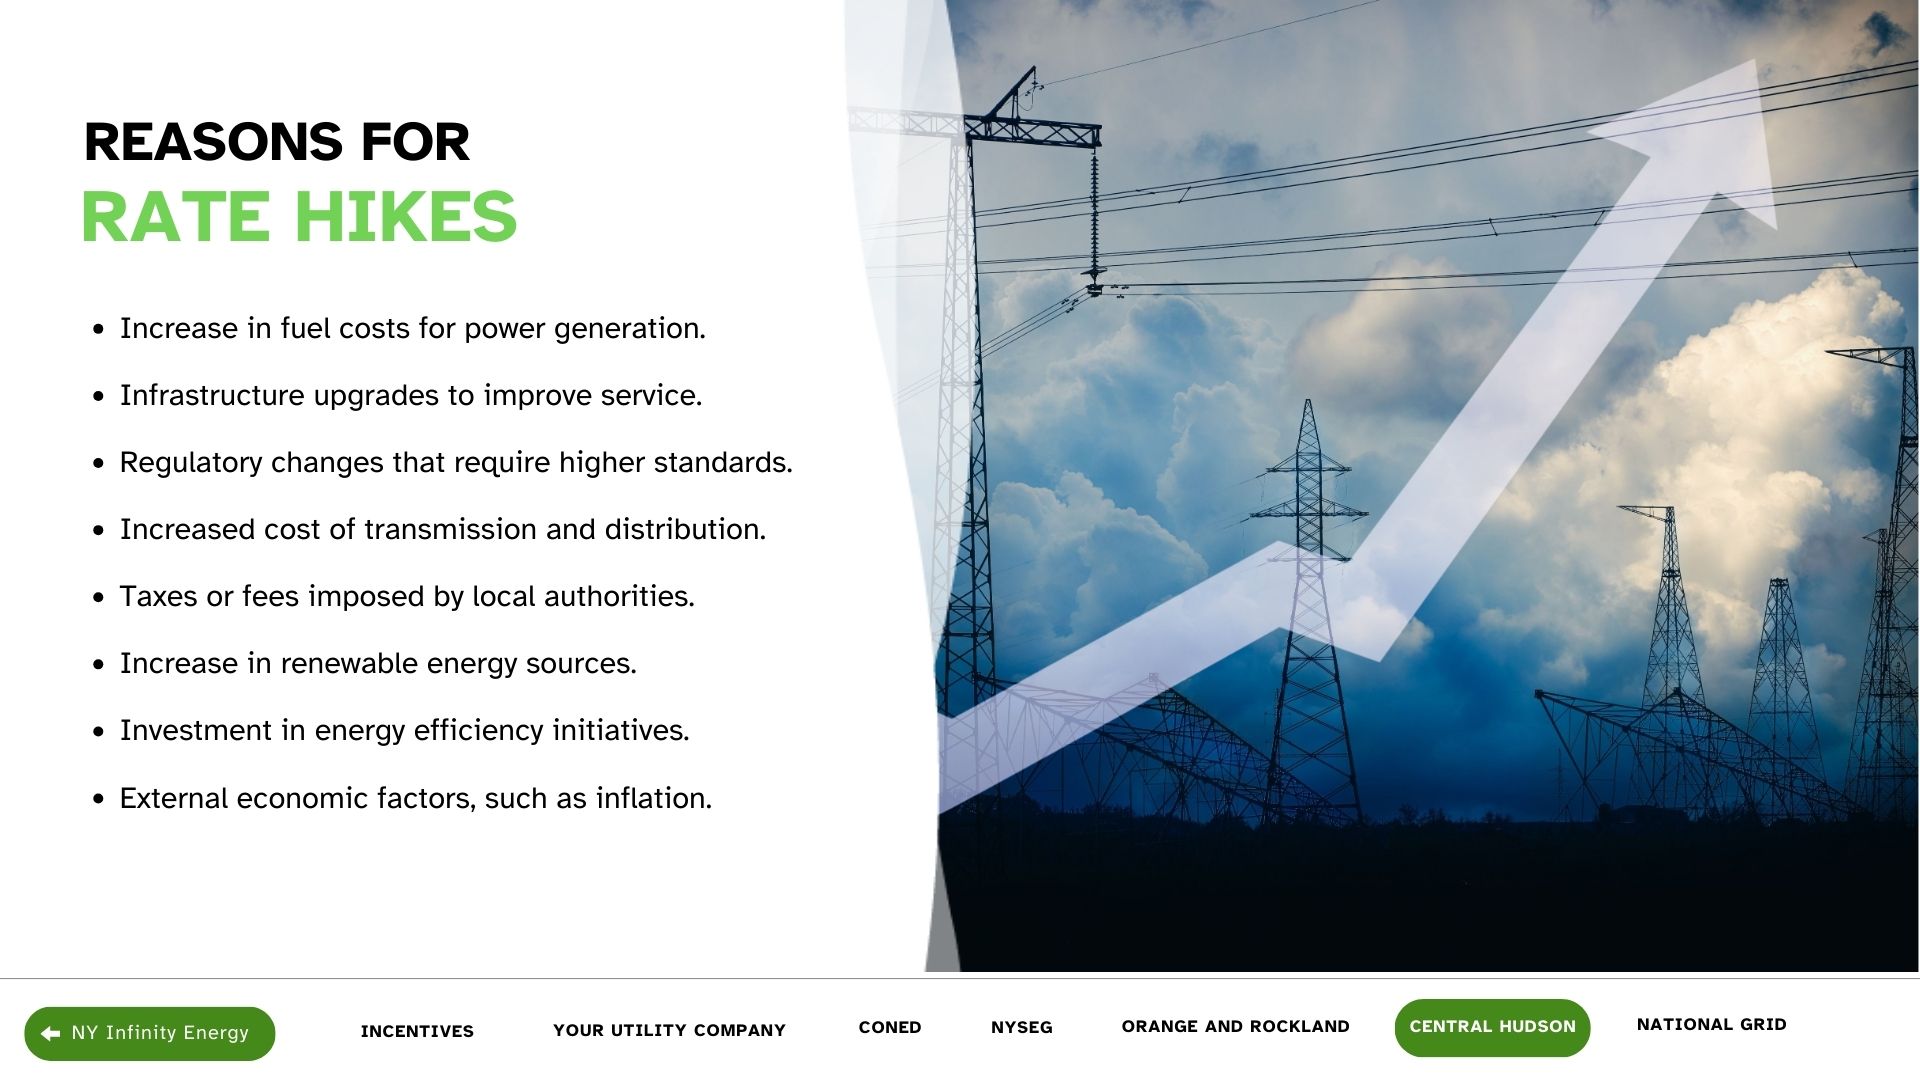 REASONS FOR
RATE HIKES
• Increase in fuel costs for power generation.
• Infrastructure upgrades to improve service.
• Regulatory changes that require higher standards.
• Increased cost of transmission and distribution.
• Taxes or fees imposed by local authorities.
• Increase in renewable energy sources.
• Investment in energy efficiency initiatives.
• External economic factors, such as inflation.
NY Infinity Energy
INCENTIVES
YOUR UTILITY COMPANY
CONED
NYSEG
ORANGE AND ROCKLAND
CENTRAL HUDSON
NATIONAL GRID